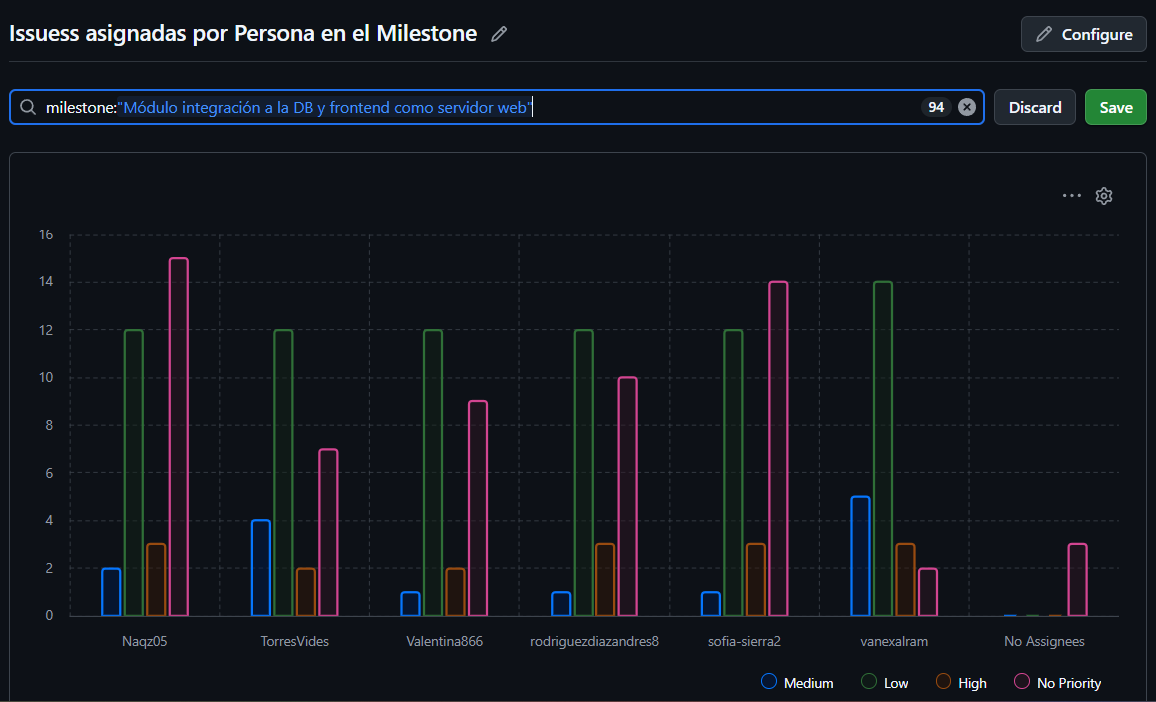 Issuess asignadas por Persona en el Milestone
Configure
milestone:"Módulo integración a la DB y frontend como servidor web"
94
Discard
Save
16
14
12
10
8
6
4
2
0
Naqz05
TorresVides
Valentina866
rodriguezdiazandres8
sofia-sierra2
vanexalram
No Assignees
Medium
Low
High
No Priority